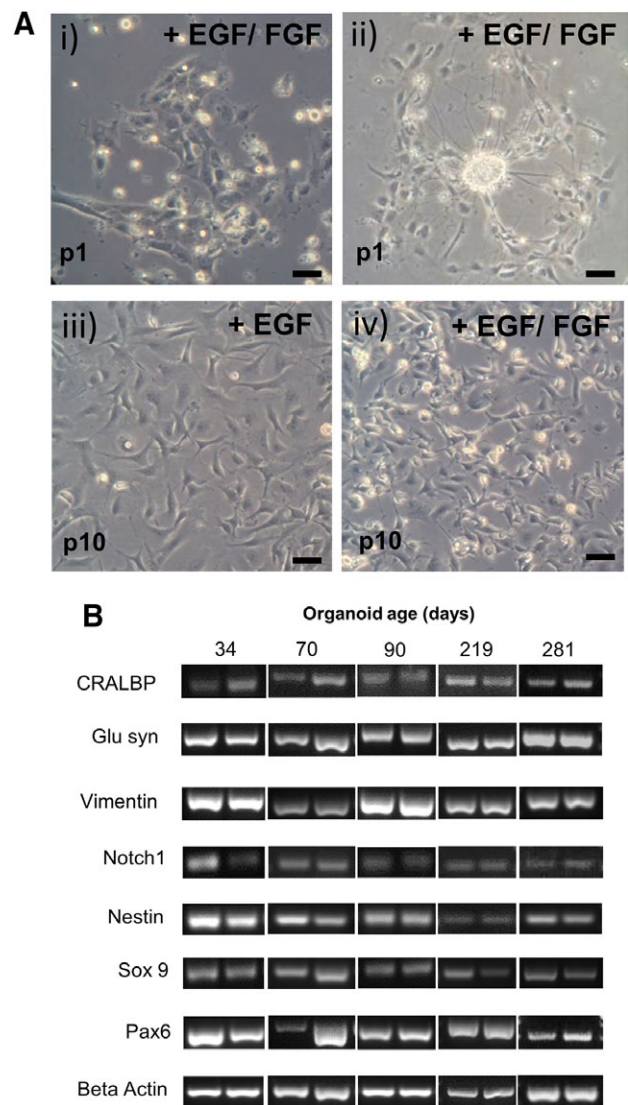 A
i) + EGF/ FGF
p1
ii) + EGF/ FGF
p1
iii) + EGF
p10
iv) + EGF/ FGF
p10
B
Organoid age (days)
34 70 90 219 281
CRALBP
Glu syn
Vimentin
Notch1
Nestin
Sox 9
Pax6
Beta Actin